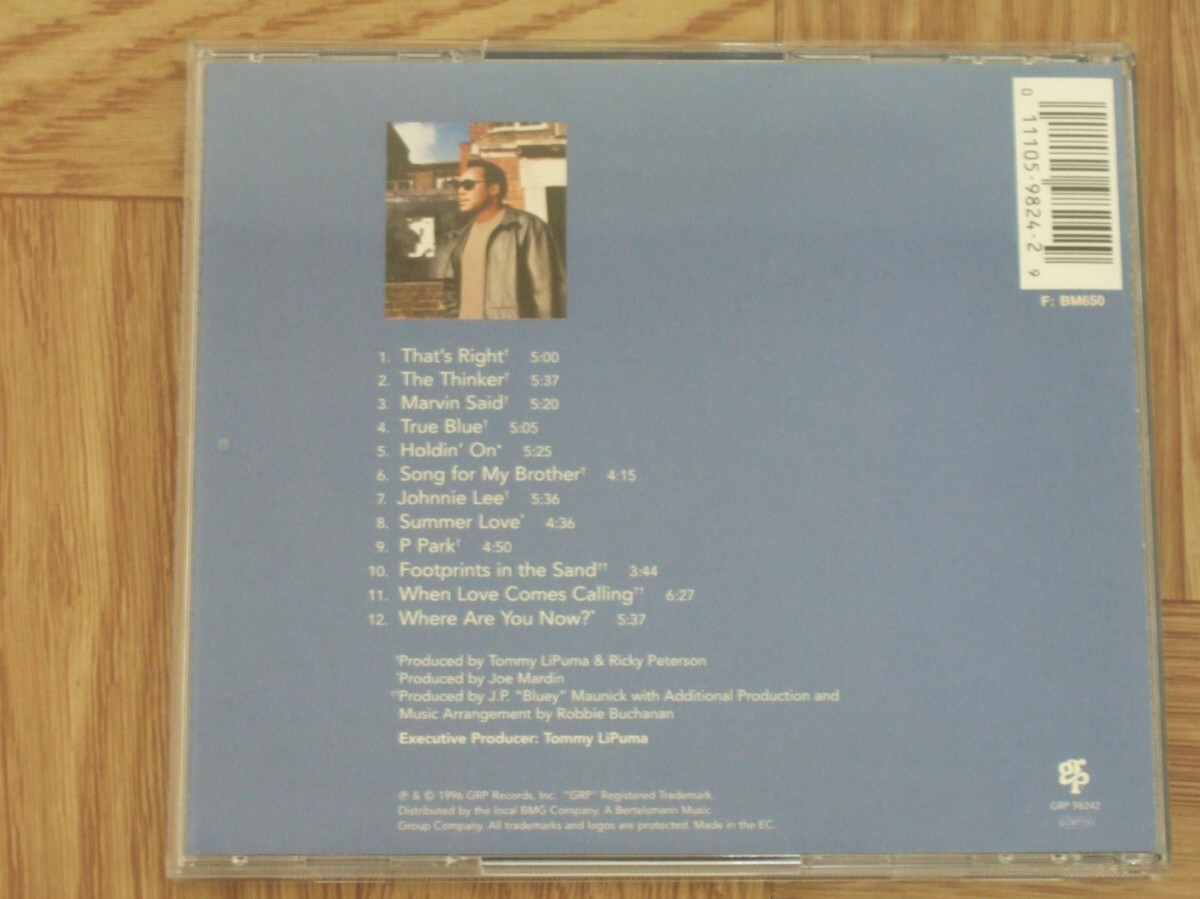 0 11105-9824-2 9
F: BM650
1. That's Right† 5:00
2. The Thinker† 5:37
3. Marvin Said† 5:20
4. True Blue† 5:05
5. Holdin' On* 5:25
6. Song for My Brother† 4:15
7. Johnnie Lee† 5:36
8. Summer Love* 4:36
9. P Park† 4:50
10. Footprints in the Sand†† 3:44
11. When Love Comes Calling†† 6:27
12. Where Are You Now?* 5:37
†Produced by Tommy LiPuma & Ricky Peterson
*Produced by Joe Mardin
††Produced by J.P. "Bluey" Maunick with Additional Production and
Music Arrangement by Robbie Buchanan
Executive Producer: Tommy LiPuma
℗ & © 1996 GRP Records, Inc. "GRP" Registered Trademark.
Distributed by the local BMG Company. A Bertelsmann Music
Group Company. All trademarks and logos are protected. Made in the EC.
grp
GRP 98242